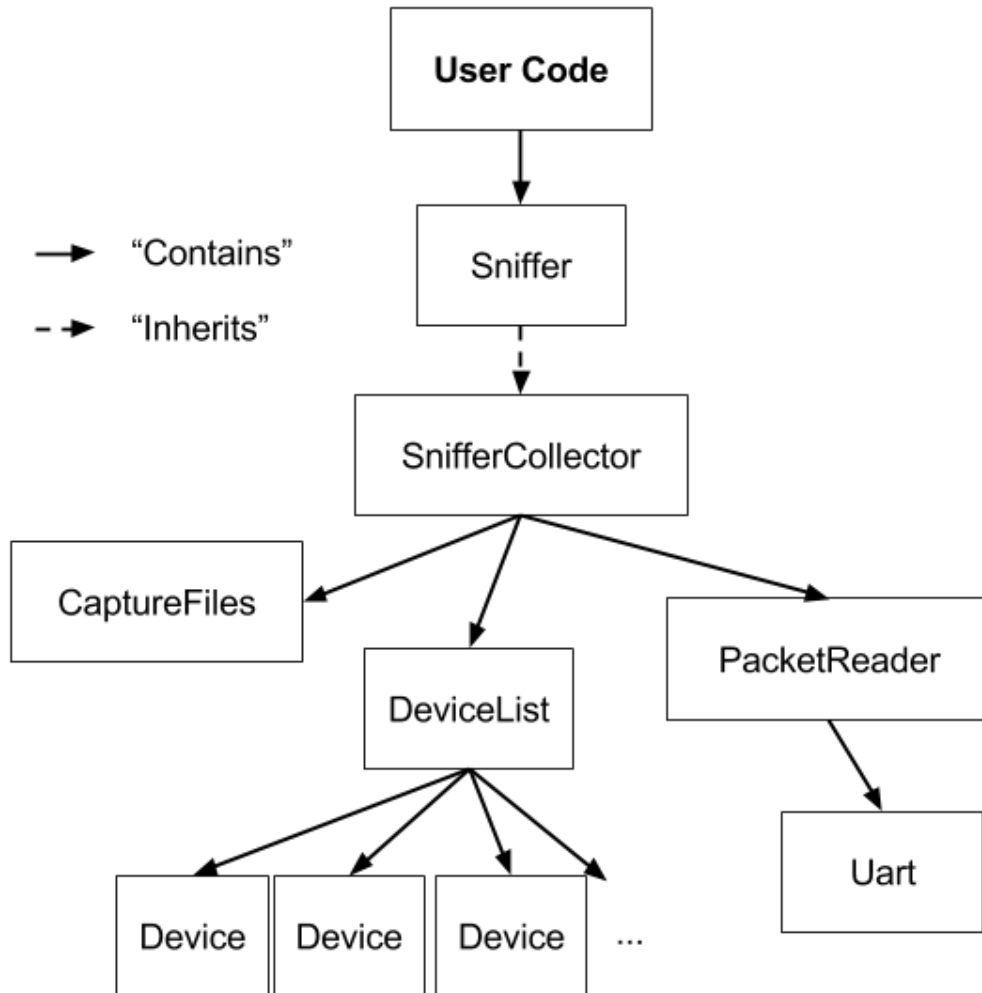 User Code
“Contains”
Sniffer
“Inherits”
SnifferCollector
CaptureFiles
PacketReader
DeviceList
Uart
Device
Device
Device
...